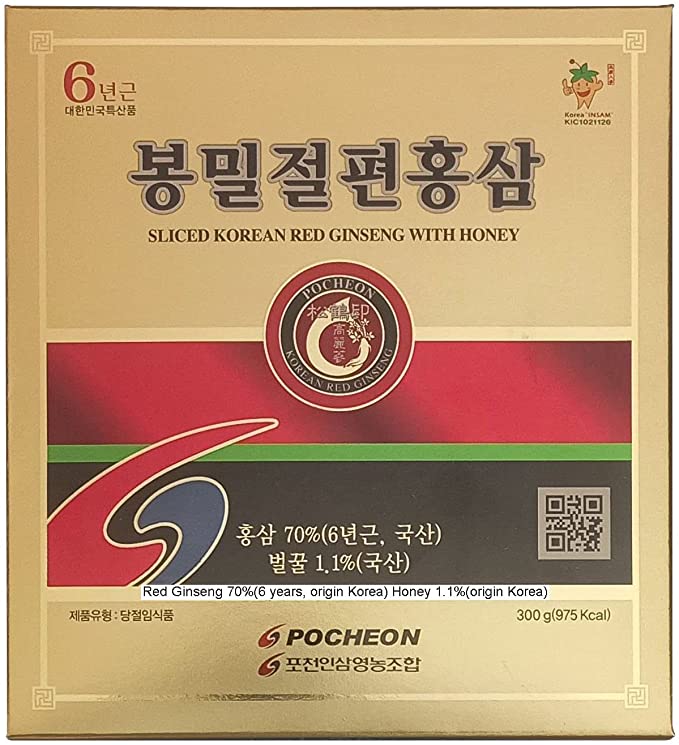 6년근
대한민국특산품
Korea "INSAM"
KIC1021126
봉밀절편홍삼
SLICED KOREAN RED GINSENG WITH HONEY
POCHEON
松鶴印
高麗蔘
KOREAN RED GINSENG
홍삼 70%(6년근, 국산)
벌꿀 1.1%(국산)
Red Ginseng 70%(6 years, origin Korea) Honey 1.1%(origin Korea)
제품유형 : 당절임식품
300 g(975 Kcal)
POCHEON
포천인삼영농조합